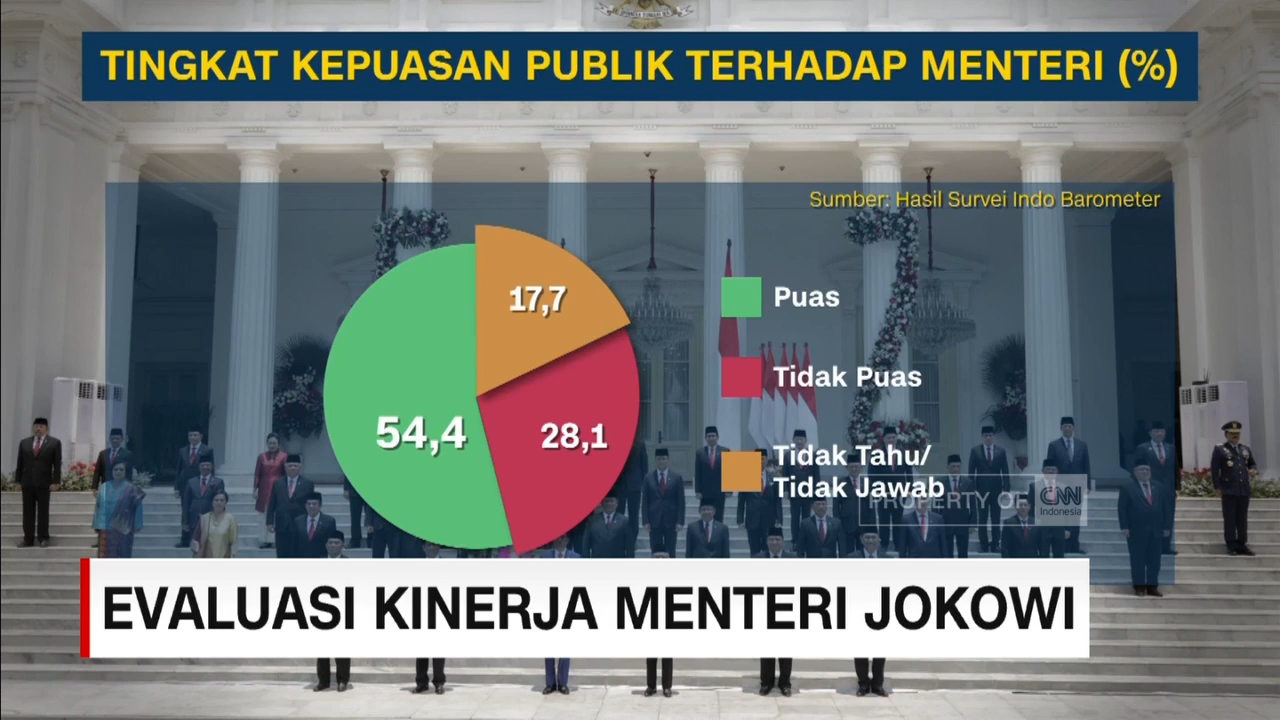 TINGKAT KEPUASAN PUBLIK TERHADAP MENTERI (%)
Sumber: Hasil Survei Indo Barometer
17,7
54,4
28,1
Puas
Tidak Puas
Tidak Tahu/
Tidak Jawab
PROPERTY OF CNN Indonesia
EVALUASI KINERJA MENTERI JOKOWI